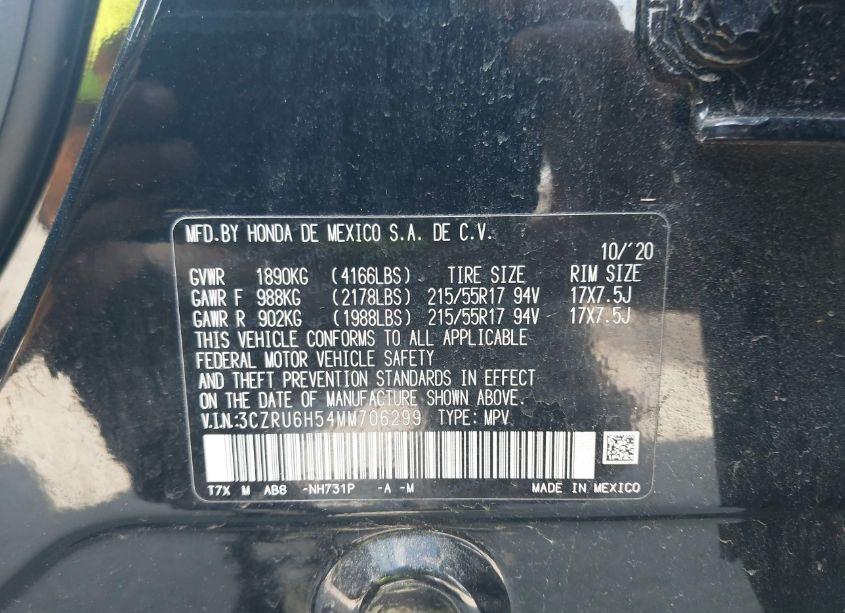 MFD.BY HONDA DE MEXICO S.A. DE C.V.
10/'20
GVWR 1890KG (4166LBS) TIRE SIZE RIM SIZE
GAWR F 988KG (2178LBS) 215/55R17 94V 17X7.5J
GAWR R 902KG (1988LBS) 215/55R17 94V 17X7.5J
THIS VEHICLE CONFORMS TO ALL APPLICABLE
FEDERAL MOTOR VEHICLE SAFETY
AND THEFT PREVENTION STANDARDS IN EFFECT
ON THE DATE OF MANUFACTURE SHOWN ABOVE.
V.I.N:3CZRU6H54MM706299 TYPE: MPV
T7X M AB8 -NH731P -A -M MADE IN MEXICO